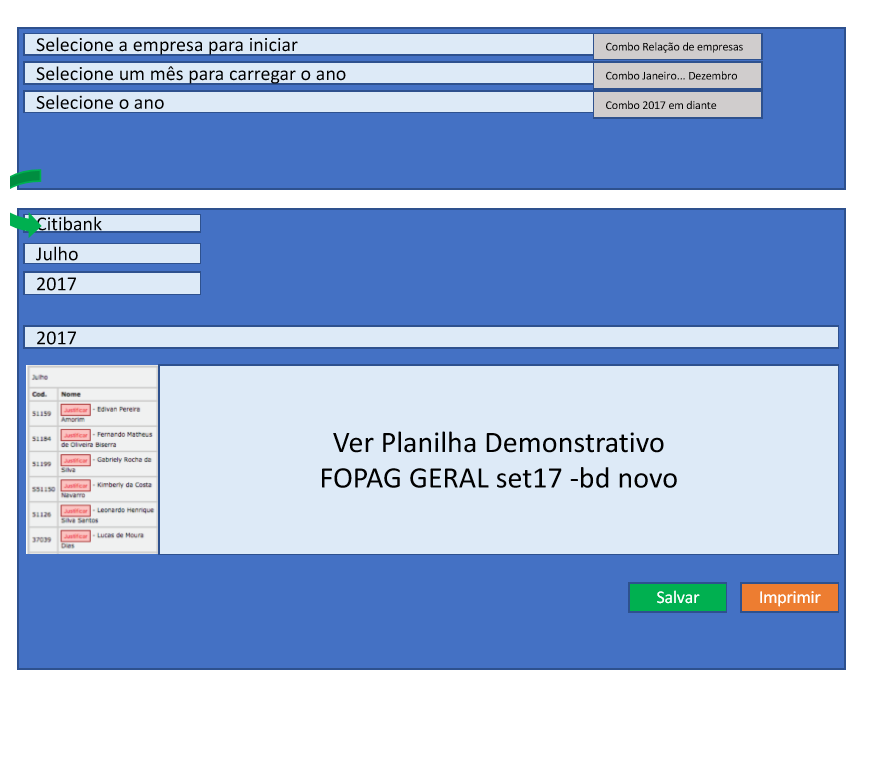 Selecione a empresa para iniciar
Combo Relação de empresas
Selecione um mês para carregar o ano
Combo Janeiro... Dezembro
Selecione o ano
Combo 2017 em diante
Citibank
Julho
2017
2017
Julho
Cod. Nome
51159 Justificar - Edivan Pereira
Amorim
51184 Justificar - Fernando Matheus
de Oliveira Biserra
51199 Justificar - Gabriely Rocha da
Silva
551150 Justificar - Kimberly da Costa
Navarro
51126 Justificar - Leonardo Henrique
Silva Santos
37039 Justificar - Lucas de Moura
Dias
Ver Planilha Demonstrativo
FOPAG GERAL set17 -bd novo
Salvar
Imprimir